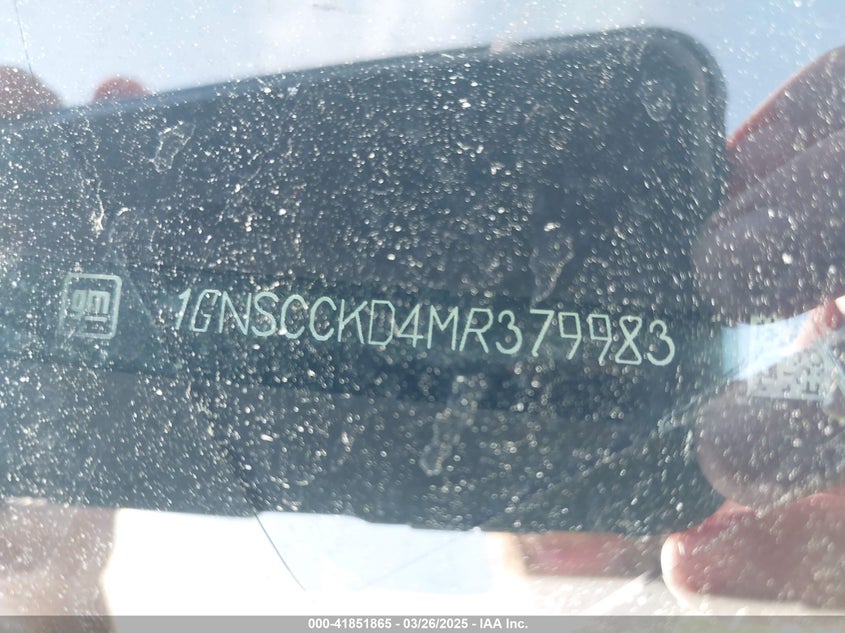 gm
1GNSCCKD4MR379983
000-41851865 - 03/26/2025 - IAA Inc.